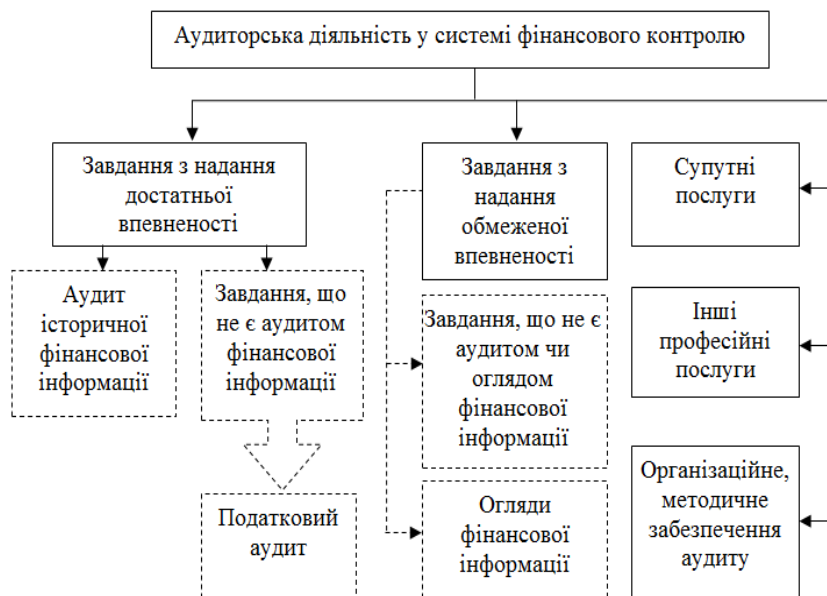 Аудиторська діяльність у системі фінансового контролю
Завдання з надання
достатньої
впевненості
Завдання з
надання
обмеженої
впевненості
Супутні
послуги
Аудит
історичної
фінансової
інформації
Завдання, що
не є аудитом
фінансової
інформації
Завдання, що не є
аудитом чи
оглядом
фінансової
інформації
Інші
професійні
послуги
Податковий
аудит
Огляди
фінансової
інформації
Організаційне,
методичне
забезпечення
аудиту